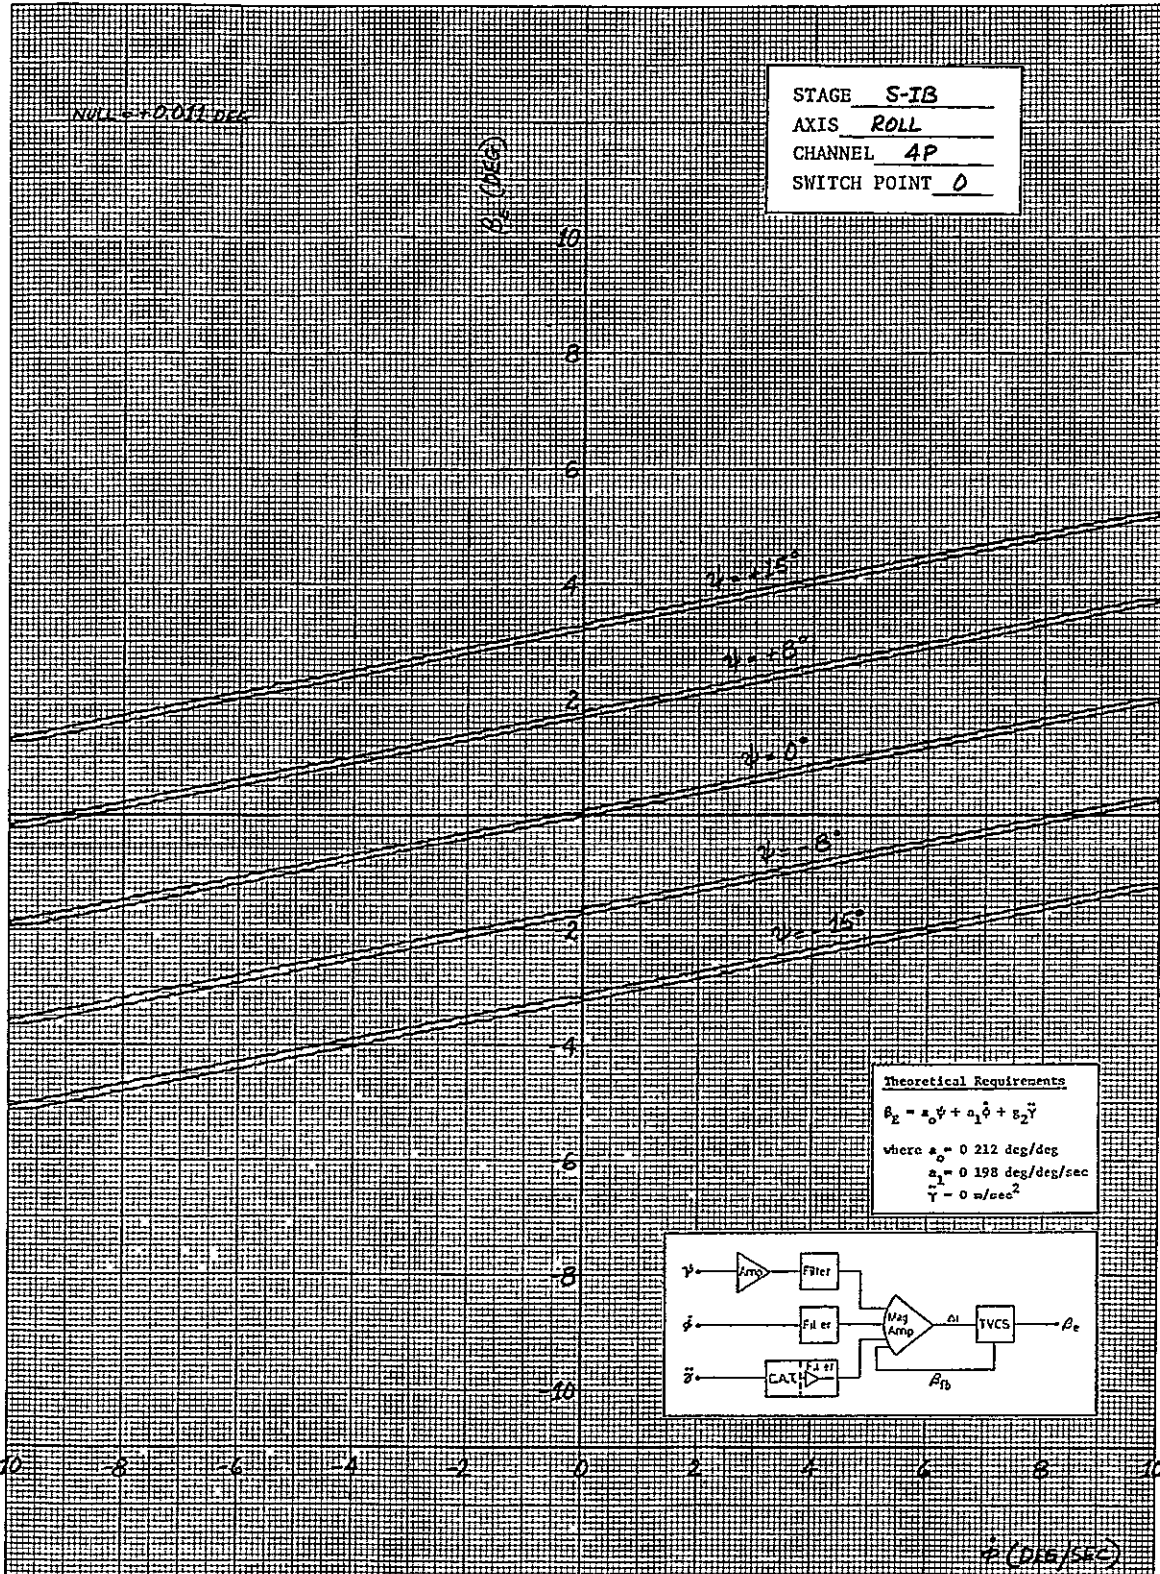 NULL = +0.011 DEG
STAGE S-IB
AXIS ROLL
CHANNEL 4P
SWITCH POINT 0
βE (DEG)
10
8
6
4
2
-2
-4
-6
-8
-10
ψ = +15°
ψ = +8°
ψ = 0°
ψ = -8°
ψ = -15°
Theoretical Requirements
βE = a₀ψ + a₁φ̇ + g₂γ̈
where a₀ = 0 212 deg/deg
a₁ = 0 198 deg/deg/sec
γ̈ = 0 m/sec²
ψ Amp Filter
φ̇ Filter Mag Amp ΔI TVCS βe
γ̈ C.A.T. Filter βfb
-10 -8 -6 -4 -2 0 2 4 6 8 10
φ̇ (DEG/SEC)